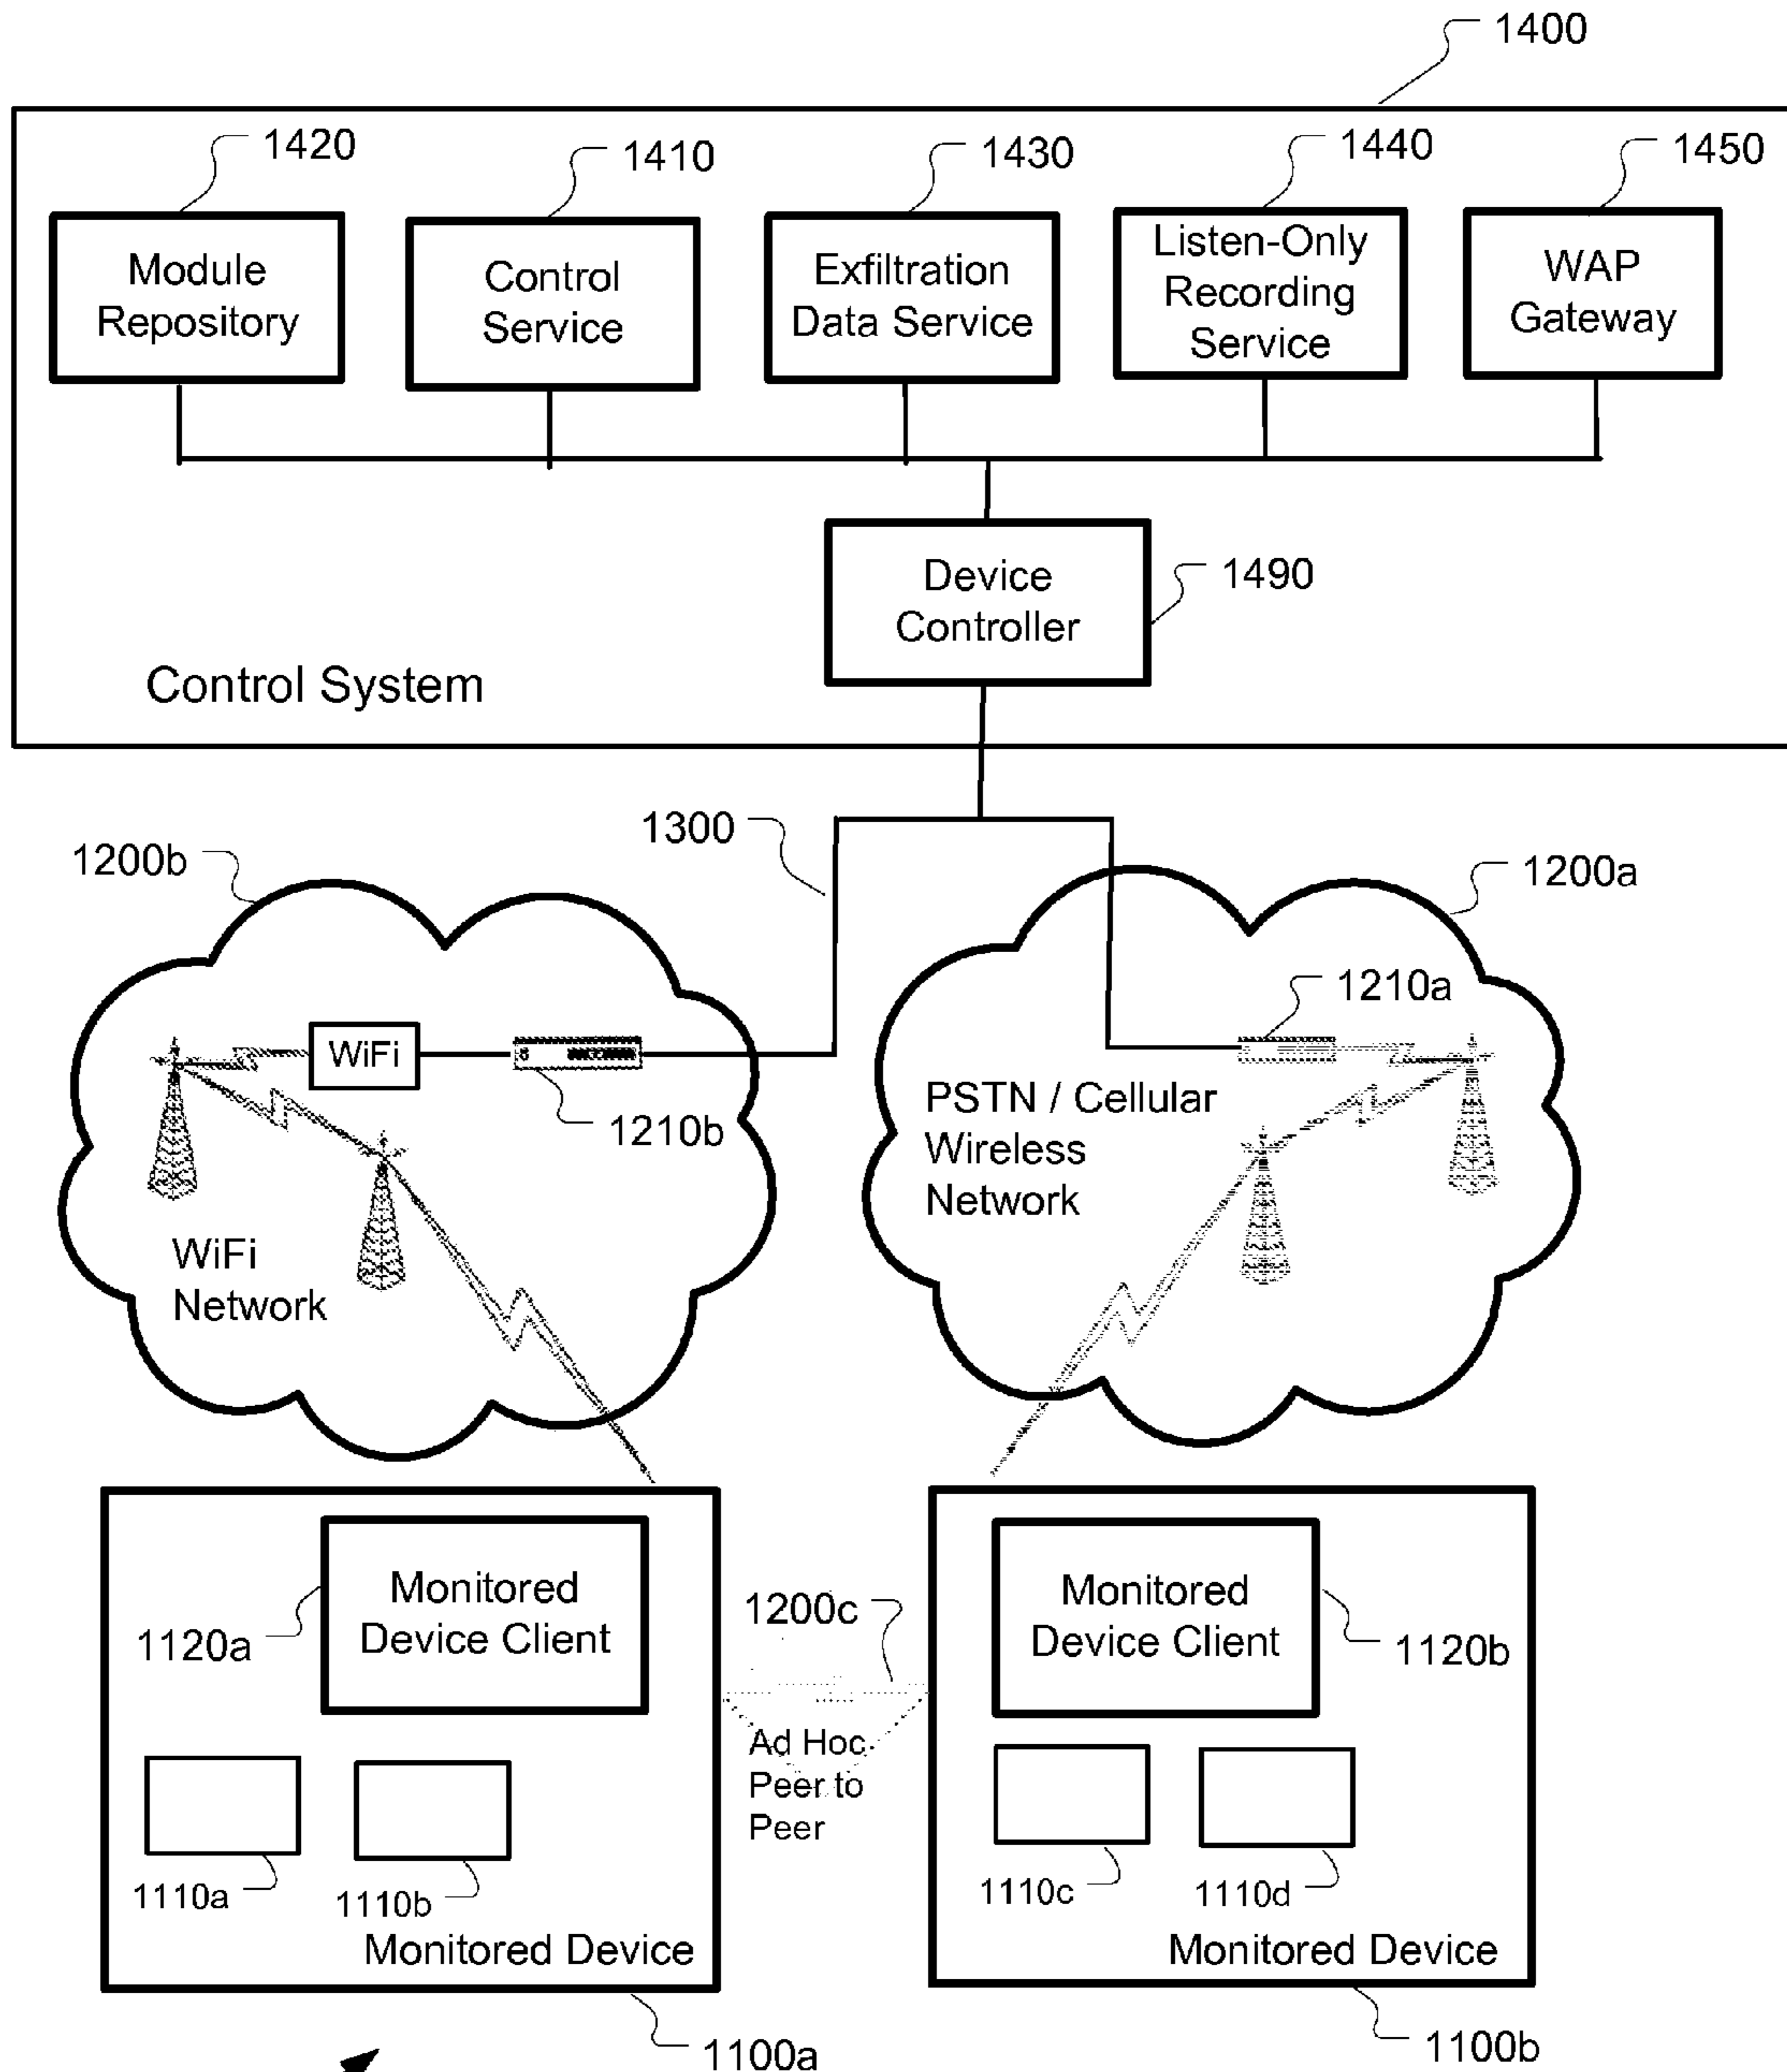 1400
1420
1410
1430
1440
1450
Module
Repository
Control
Service
Exfiltration
Data Service
Listen-Only
Recording
Service
WAP
Gateway
Device
Controller
1490
Control System
1300
1200b
1200a
1210a
WiFi
1210b
PSTN / Cellular
Wireless
Network
WiFi
Network
Monitored
Device Client
1120a
1200c
Monitored
Device Client
1120b
Ad Hoc
Peer to
Peer
1110a
1110b
1110c
1110d
Monitored Device
Monitored Device
1100a
1100b